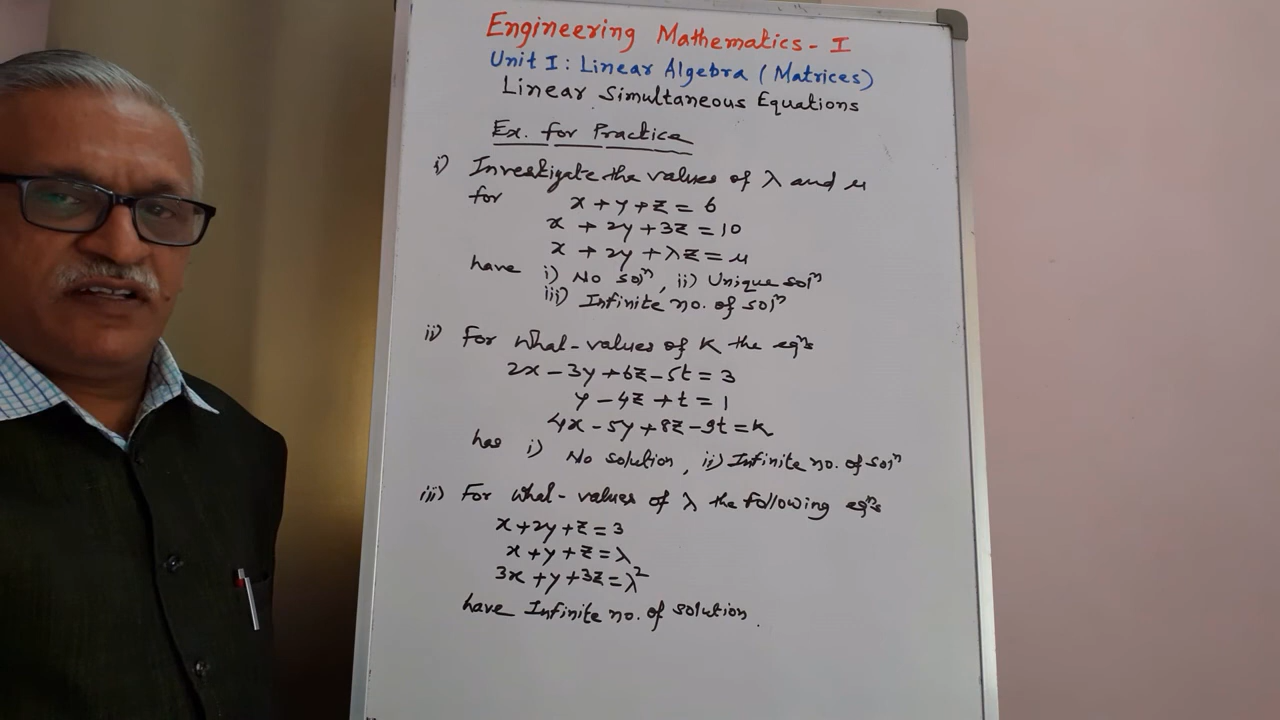 Engineering Mathematics - I
Unit I : Linear Algebra (Matrices)
Linear Simultaneous Equations
Ex. for Practice
i) Investigate the values of λ and μ
for x + y + z = 6
x + 2y + 3z = 10
x + 2y + λz = μ
have i) No solⁿ, ii) Unique solⁿ
iii) Infinite no. of solⁿ
ii) For what values of K the eqⁿs
2x - 3y + 6z - 5t = 3
y - 4z + t = 1
4x - 5y + 8z - 9t = K
has i) No solution, ii) Infinite no. of solⁿ
iii) For what values of λ the following eqⁿs
x + 2y + z = 3
x + y + z = λ
3x + y + 3z = λ²
have Infinite no. of solution.